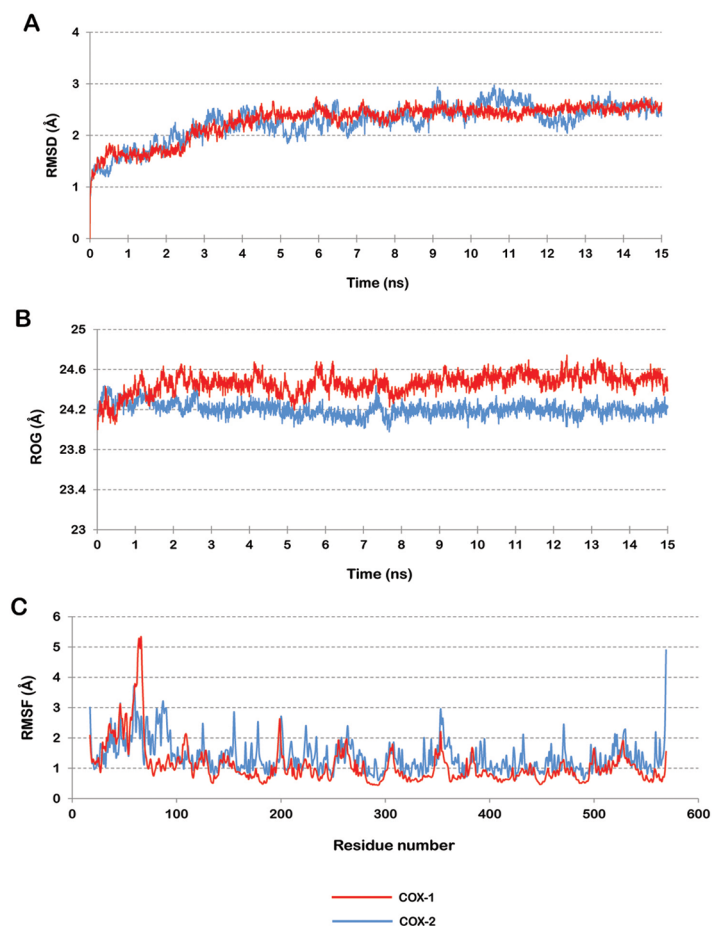 A
RMSD (Å)
4
3
2
1
0
0 1 2 3 4 5 6 7 8 9 10 11 12 13 14 15
Time (ns)
B
ROG (Å)
25
24.6
24.2
23.8
23.4
23
0 1 2 3 4 5 6 7 8 9 10 11 12 13 14 15
Time (ns)
C
RMSF (Å)
6
5
4
3
2
1
0
0 100 200 300 400 500 600
Residue number
COX-1
COX-2